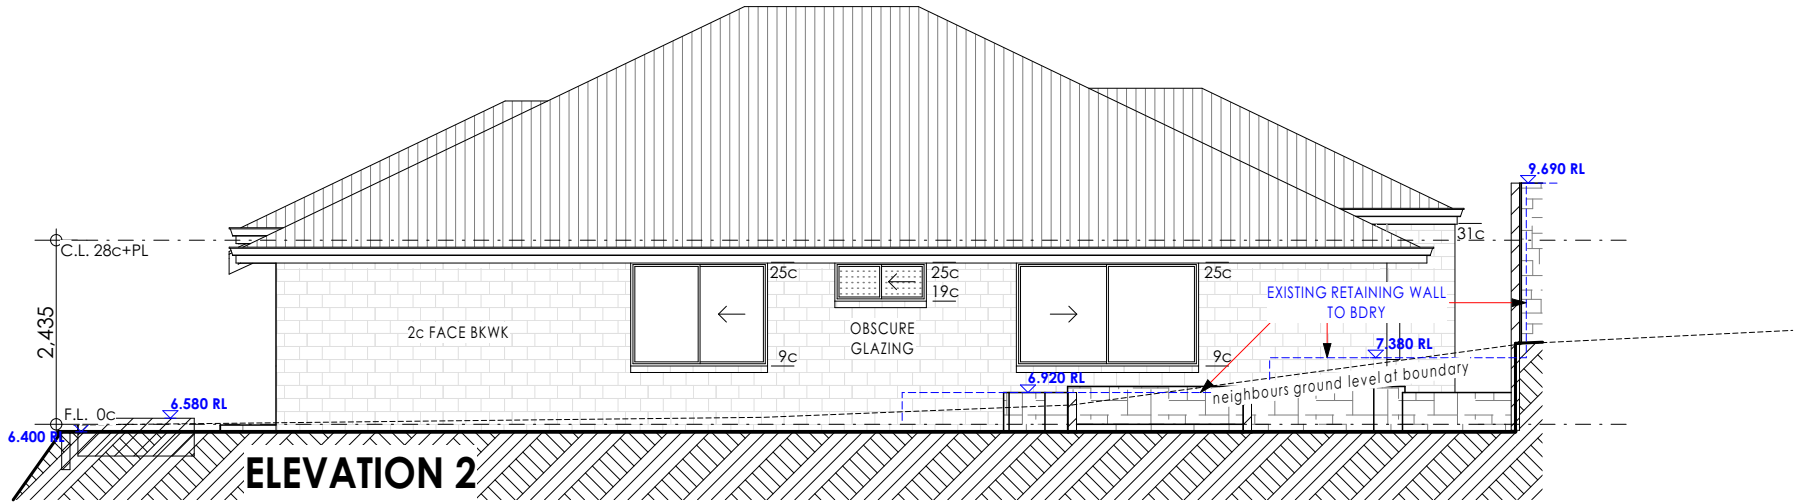 9.690 RL
31c
C.L. 28c+PL
25c
25c
25c
19c
EXISTING RETAINING WALL
TO BDRY
2,435
2c FACE BKWK
OBSCURE
GLAZING
7.380 RL
9c
9c
6.920 RL
neighbours ground level at boundary
6.580 RL
F.L. 0c
6.400 RL
ELEVATION 2